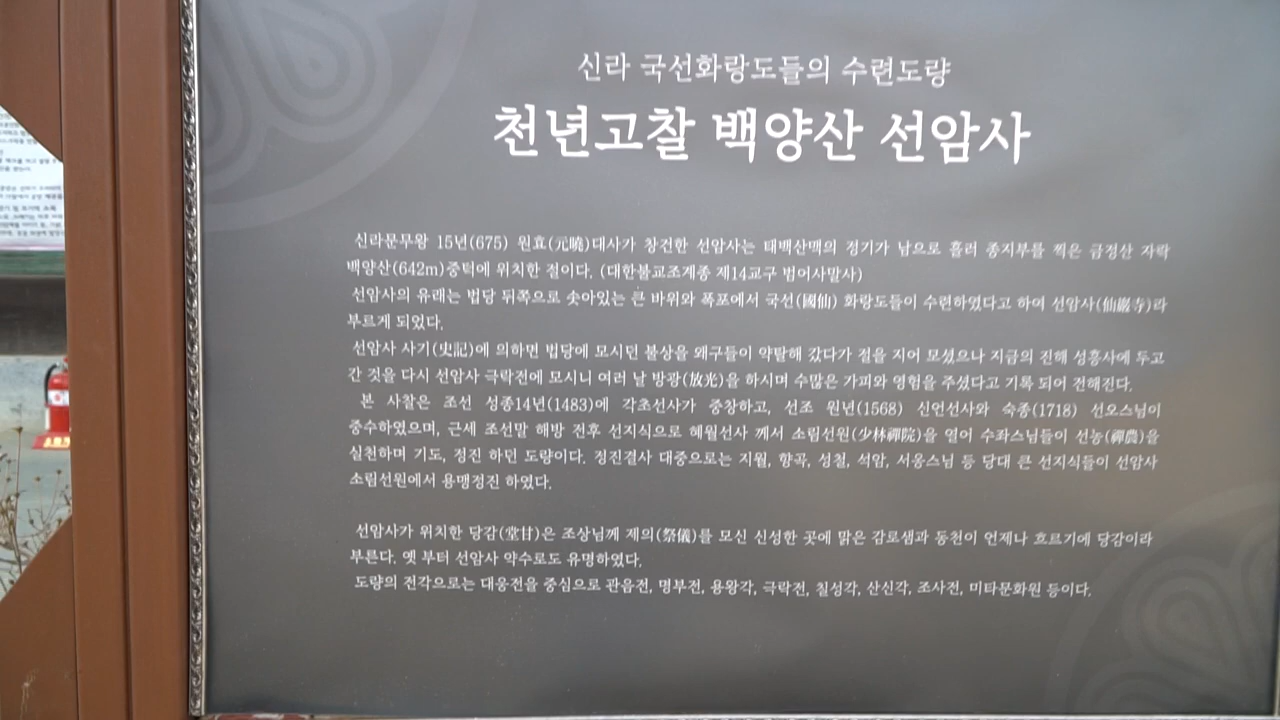 신라 국선화랑도들의 수련도량
천년고찰 백양산 선암사
신라문무왕 15년(675) 원효(元曉)대사가 창건한 선암사는 태백산맥의 정기가 남으로 흘러 종지부를 찍은 금정산 자락
백양산(642m)중턱에 위치한 절이다. (대한불교조계종 제14교구 범어사말사)
선암사의 유래는 법당 뒤쪽으로 솟아있는 큰 바위와 폭포에서 국선(國仙) 화랑도들이 수련하였다고 하여 선암사(仙巖寺)라
부르게 되었다.
선암사 사기(史記)에 의하면 법당에 모시던 불상을 왜구들이 약탈해 갔다가 절을 지어 모셨으나 지금의 진해 성흥사에 두고
간 것을 다시 선암사 극락전에 모시니 여러 날 방광(放光)을 하시며 수많은 가피와 영험을 주셨다고 기록 되어 전해진다.
본 사찰은 조선 성종14년(1483)에 각초선사가 중창하고, 선조 원년(1568) 신언선사와 숙종(1718) 선오스님이
중수하였으며, 근세 조선말 해방 전후 선지식으로 혜월선사 께서 소림선원(少林禪院)을 열어 수좌스님들이 선농(禪農)을
실천하며 기도, 정진 하던 도량이다. 정진결사 대중으로는 지월, 향곡, 성철, 석암, 서옹스님 등 당대 큰 선지식들이 선암사
소림선원에서 용맹정진 하였다.
선암사가 위치한 당감(堂甘)은 조상님께 제의(祭儀)를 모신 신성한 곳에 맑은 감로샘과 동천이 언제나 흐르기에 당감이라
부른다. 옛 부터 선암사 약수로도 유명하였다.
도량의 전각으로는 대웅전을 중심으로 관음전, 명부전, 용왕각, 극락전, 칠성각, 산신각, 조사전, 미타문화원 등이다.